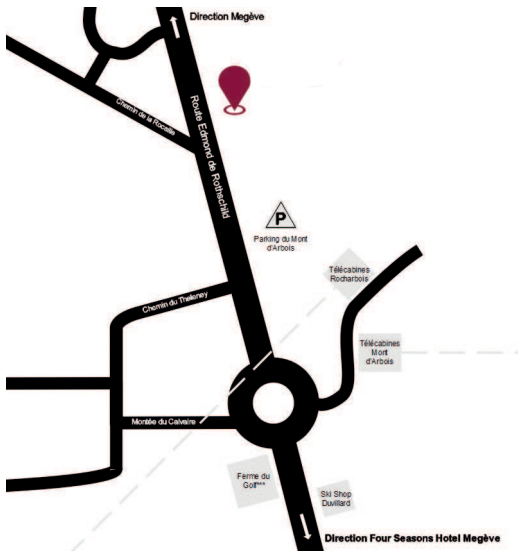 Direction Megève
Chemin de la Rocaille
Route Edmond de Rothschild
P
Parking du Mont
d'Arbois
Télécabines
Rocharbois
Chemin du Theleney
Télécabines
Mont
d'Arbois
Montée du Calvaire
Ferme du
Golf***
Ski Shop
Duvillard
Direction Four Seasons Hotel Megève